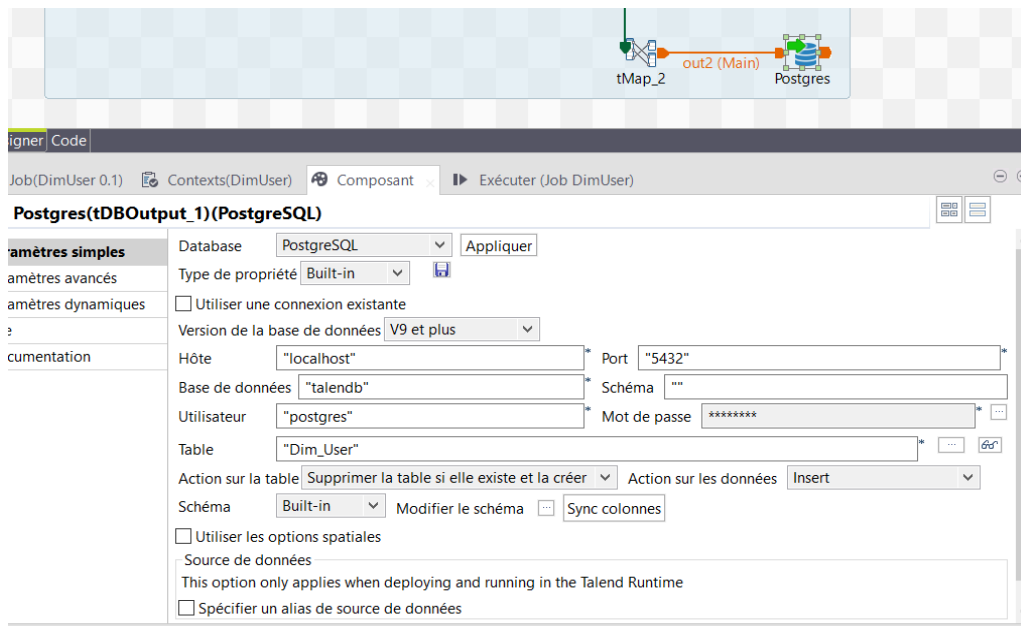 out2 (Main)
tMap_2
Postgres
igner Code
Job(DimUser 0.1) Contexts(DimUser) Composant Exécuter (Job DimUser)
Postgres(tDBOutput_1)(PostgreSQL)
ramètres simples
amètres avancés
amètres dynamiques
e
cumentation
Database PostgreSQL Appliquer
Type de propriété Built-in
Utiliser une connexion existante
Version de la base de données V9 et plus
Hôte "localhost" * Port "5432" *
Base de données "talendb" * Schéma ""
Utilisateur "postgres" * Mot de passe ******** * ...
Table "Dim_User" * ...
Action sur la table Supprimer la table si elle existe et la créer Action sur les données Insert
Schéma Built-in Modifier le schéma ... Sync colonnes
Utiliser les options spatiales
Source de données
This option only applies when deploying and running in the Talend Runtime
Spécifier un alias de source de données